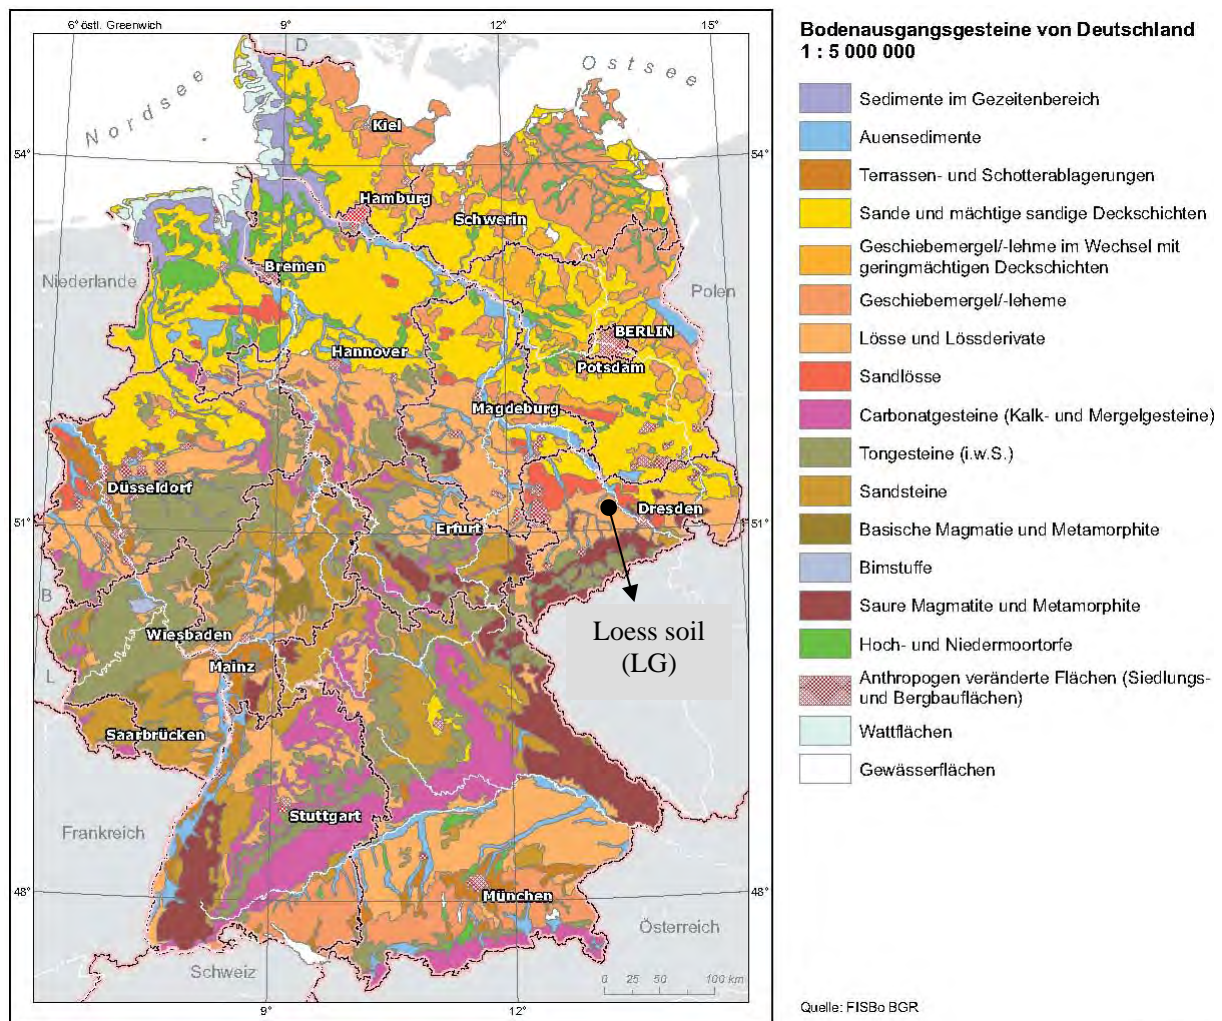 6° östl. Greenwich
9°
12°
15°
D
Nordsee
Ostsee
Kiel
54°
54°
Hamburg
Schwerin
Bremen
Niederlande
Polen
BERLIN
Hannover
Potsdam
Magdeburg
Düsseldorf
Dresden
51°
51°
Erfurt
B
Loess soil
(LG)
Wiesbaden
Mainz
L
Saarbrücken
Stuttgart
Frankreich
48°
48°
München
Österreich
Schweiz
0 25 50 100 km
9°
12°
Bodenausgangsgesteine von Deutschland
1 : 5 000 000
Sedimente im Gezeitenbereich
Auensedimente
Terrassen- und Schotterablagerungen
Sande und mächtige sandige Deckschichten
Geschiebemergel/-lehme im Wechsel mit
geringmächtigen Deckschichten
Geschiebemergel/-leheme
Lösse und Lössderivate
Sandlösse
Carbonatgesteine (Kalk- und Mergelgesteine)
Tongesteine (i.w.S.)
Sandsteine
Basische Magmatie und Metamorphite
Bimstuffe
Saure Magmatite und Metamorphite
Hoch- und Niedermoortorfe
Anthropogen veränderte Flächen (Siedlungs-
und Bergbauflächen)
Wattflächen
Gewässerflächen
Quelle: FISBo BGR